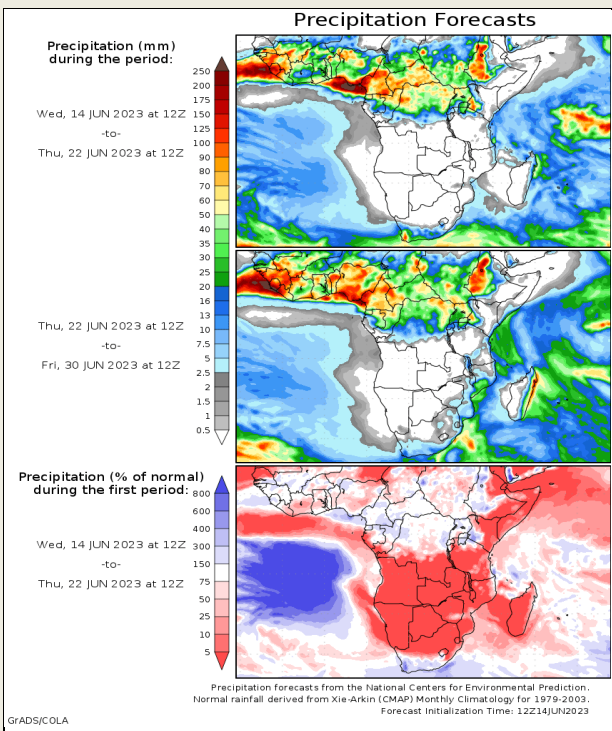 Precipitation Forecasts
Precipitation (mm)
during the period:
250
200
175
150
125
100
90
80
70
60
50
40
35
30
25
20
16
13
10
7.5
5
2.5
2
1.5
1
0.5
Wed, 14 JUN 2023 at 12Z
-to-
Thu, 22 JUN 2023 at 12Z
Thu, 22 JUN 2023 at 12Z
-to-
Fri, 30 JUN 2023 at 12Z
Precipitation (% of normal)
during the first period:
800
600
400
300
150
75
50
25
10
5
Wed, 14 JUN 2023 at 12Z
-to-
Thu, 22 JUN 2023 at 12Z
Precipitation forecasts from the National Centers for Environmental Prediction.
Normal rainfall derived from Xie-Arkin (CMAP) Monthly Climatology for 1979-2003.
Forecast Initialization Time: 12Z14JUN2023
GrADS/COLA